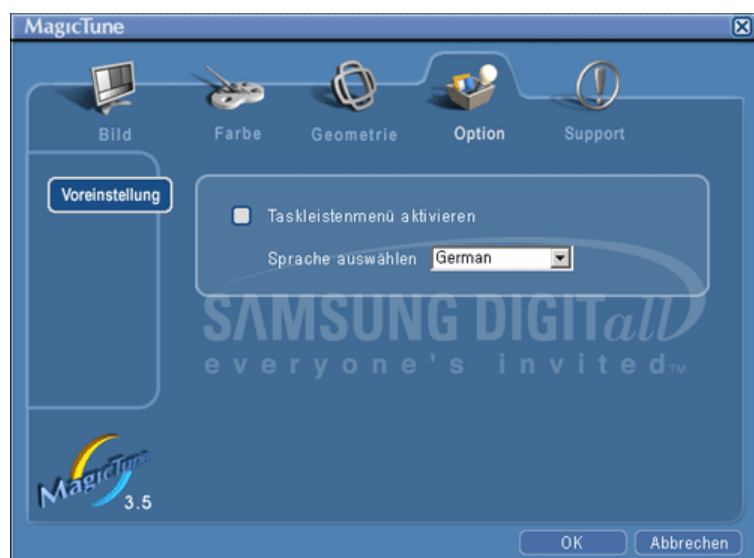 MagicTune
Bild Farbe Geometrie Option Support
Voreinstellung
Taskleistenmenü aktivieren
Sprache auswählen German
SAMSUNG DIGITall
everyone's invited™
MagicTune
3.5
OK Abbrechen